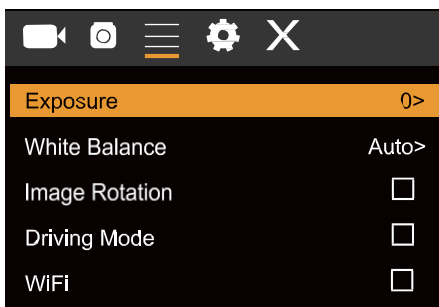 Exposure 0>
White Balance Auto>
Image Rotation
Driving Mode
WiFi